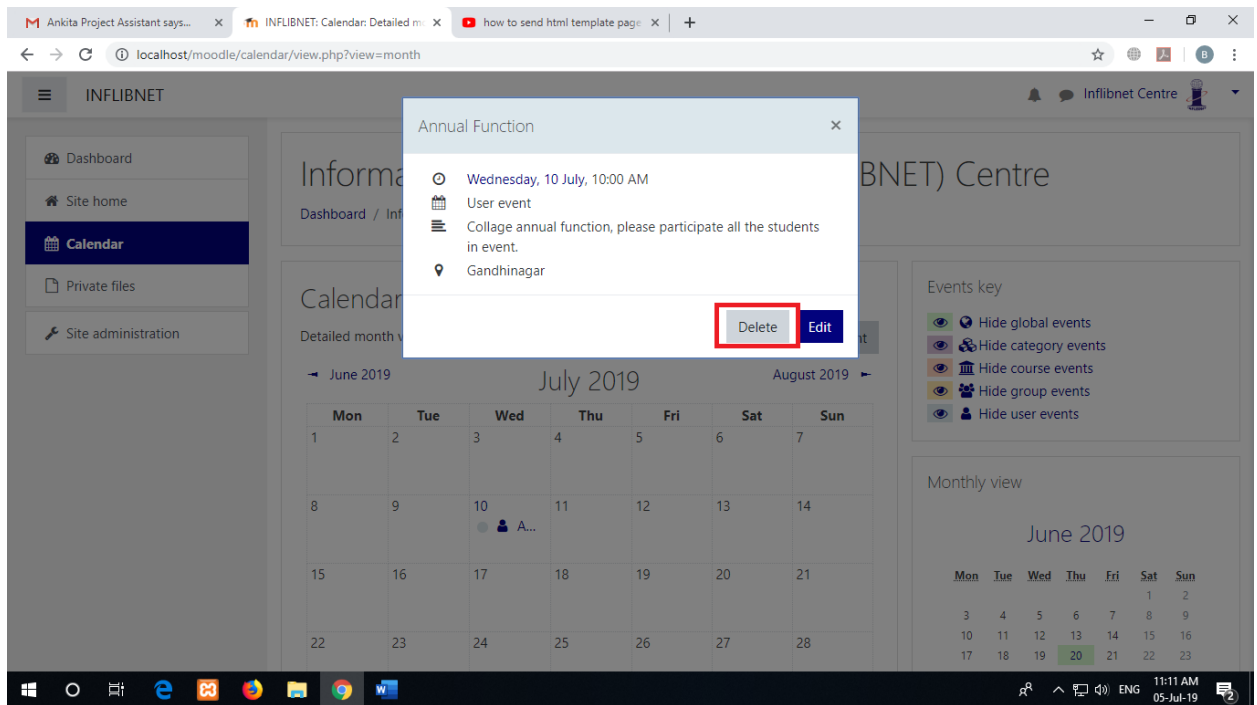 Ankita Project Assistant says...
INFLIBNET: Calendar: Detailed mo
how to send html template page
localhost/moodle/calendar/view.php?view=month
B
INFLIBNET
Inflibnet Centre
Dashboard
Site home
Calendar
Private files
Site administration
Annual Function
Wednesday, 10 July, 10:00 AM
User event
Collage annual function, please participate all the students
in event.
Gandhinagar
Delete
Edit
BNET) Centre
Dashboard / Inf
Calendar
Detailed month v
June 2019
July 2019
August 2019
Mon Tue Wed Thu Fri Sat Sun
1 2 3 4 5 6 7
8 9 10 11 12 13 14
A...
15 16 17 18 19 20 21
22 23 24 25 26 27 28
Events key
Hide global events
Hide category events
Hide course events
Hide group events
Hide user events
Monthly view
June 2019
Mon Tue Wed Thu Fri Sat Sun
1 2
3 4 5 6 7 8 9
10 11 12 13 14 15 16
17 18 19 20 21 22 23
ENG
11:11 AM
05-Jul-19
2